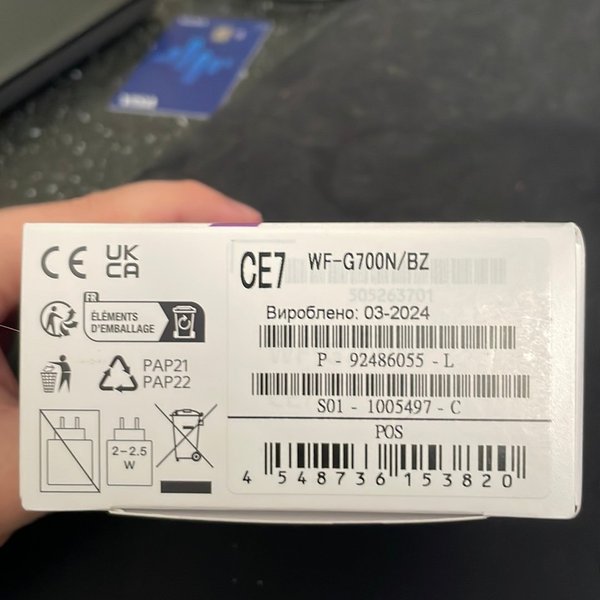 CE UK CA
FR
ÉLÉMENTS
D'EMBALLAGE
PAP21
PAP22
2-2.5
W
CE7 WF-G700N/BZ
505263701
Вироблено: 03-2024
P - 92486055 - L
S01 - 1005497 - C
POS
4 548736 153820